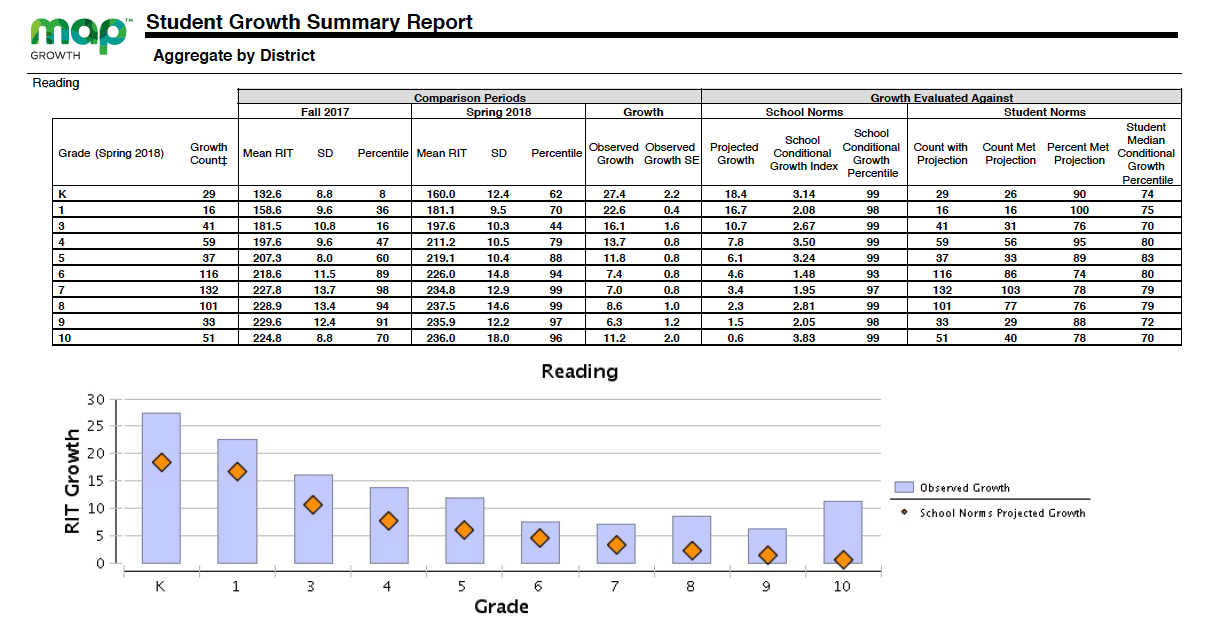 map™
GROWTH
Student Growth Summary Report
Aggregate by District
Reading
Comparison Periods Growth Evaluated Against
Fall 2017 Spring 2018 Growth School Norms Student Norms
Grade (Spring 2018) Growth Count‡ Mean RIT SD Percentile Mean RIT SD Percentile Observed Growth Observed Growth SE Projected Growth School Conditional Growth Index School Conditional Growth Percentile Count with Projection Count Met Projection Percent Met Projection Student Median Conditional Growth Percentile
K 29 132.6 8.8 8 160.0 12.4 62 27.4 2.2 18.4 3.14 99 29 26 90 74
1 16 158.6 9.6 36 181.1 9.5 70 22.6 0.4 16.7 2.08 98 16 16 100 75
3 41 181.5 10.8 16 197.6 10.3 44 16.1 1.6 10.7 2.67 99 41 31 76 70
4 59 197.6 9.6 47 211.2 10.5 79 13.7 0.8 7.8 3.50 99 59 56 95 80
5 37 207.3 8.0 60 219.1 10.4 88 11.8 0.8 6.1 3.24 99 37 33 89 83
6 116 218.6 11.5 89 226.0 14.8 94 7.4 0.8 4.6 1.48 93 116 86 74 80
7 132 227.8 13.7 98 234.8 12.9 99 7.0 0.8 3.4 1.95 97 132 103 78 79
8 101 228.9 13.4 94 237.5 14.6 99 8.6 1.0 2.3 2.81 99 101 77 76 79
9 33 229.6 12.4 91 235.9 12.2 97 6.3 1.2 1.5 2.05 98 33 29 88 72
10 51 224.8 8.8 70 236.0 18.0 96 11.2 2.0 0.6 3.83 99 51 40 78 70
Reading
30
25
20
15
10
5
0
RIT Growth
K 1 3 4 5 6 7 8 9 10
Grade
Observed Growth
School Norms Projected Growth